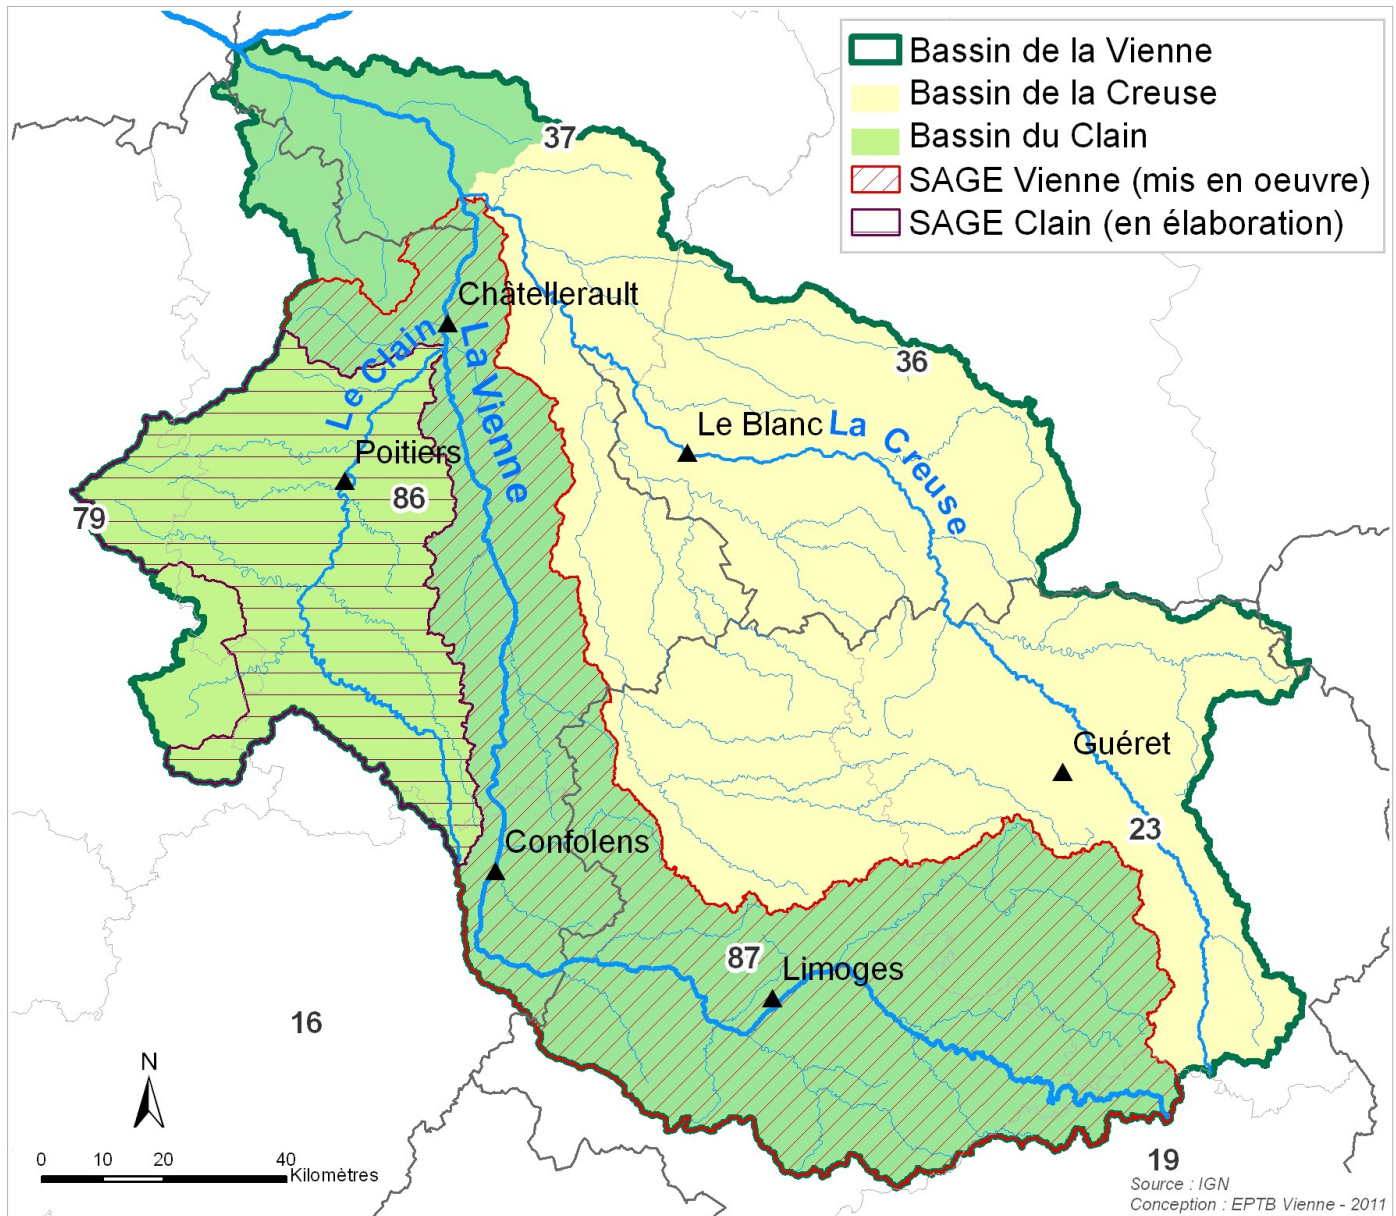 Bassin de la Vienne
Bassin de la Creuse
Bassin du Clain
SAGE Vienne (mis en oeuvre)
SAGE Clain (en élaboration)
37
Châtellerault
Le Clain
La Vienne
36
Le Blanc
La Creuse
Poitiers
86
79
Guéret
23
Confolens
87
Limoges
16
N
0 10 20 40
Kilomètres
19
Source : IGN
Conception : EPTB Vienne - 2011